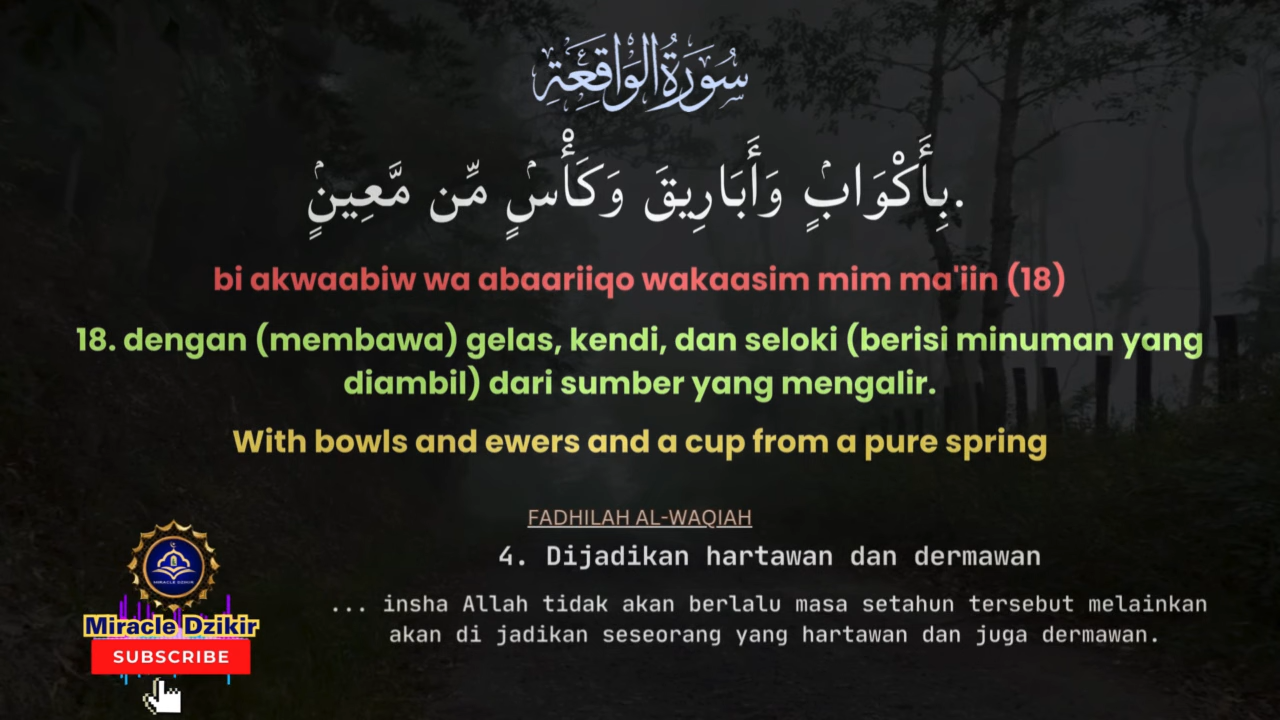 سُورَةُ الْوَاقِعَةِ
بِأَكْوَابٍۢ وَأَبَارِيقَ وَكَأْسٍۢ مِّن مَّعِينٍۢ.
bi akwaabiw wa abaariiqo wakaasim mim ma'iin (18)
18. dengan (membawa) gelas, kendi, dan seloki (berisi minuman yang
diambil) dari sumber yang mengalir.
With bowls and ewers and a cup from a pure spring
FADHILAH AL-WAQIAH
4. Dijadikan hartawan dan dermawan
... insha Allah tidak akan berlalu masa setahun tersebut melainkan
akan di jadikan seseorang yang hartawan dan juga dermawan.
MIRACLE DZIKIR
Miracle Dzikir
SUBSCRIBE